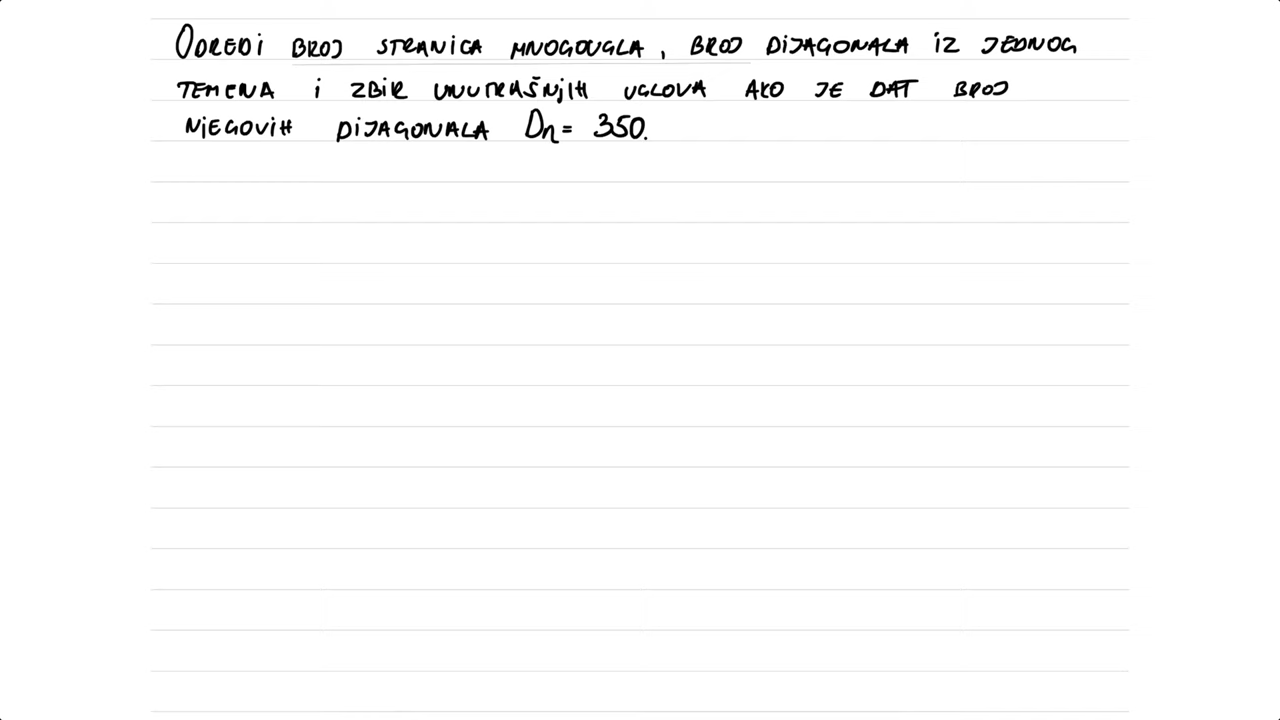 ODREDI BROJ STRANICA MNOGOUGLA, BROJ DIJAGONALA IZ JEDNOG
TEMENA I ZBIR UNUTRAŠNJIH UGLOVA AKO JE DAT BROJ
NJEGOVIH DIJAGONALA Dn = 350.